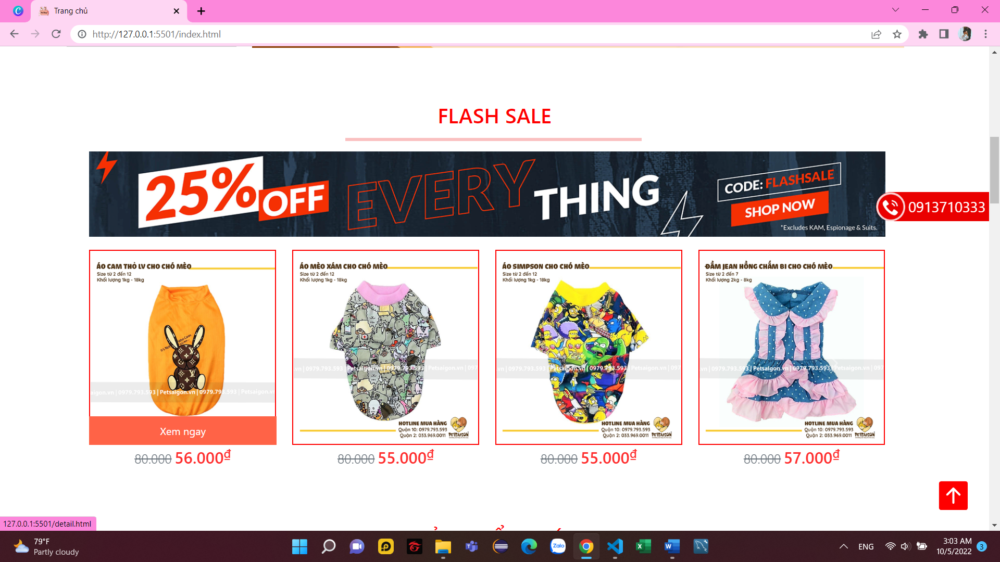 Trang chủ
http://127.0.0.1:5501/index.html
FLASH SALE
25% OFF EVERY THING
CODE: FLASHSALE
SHOP NOW
*Excludes KAM, Espionage & Suits.
0913710333
ÁO CAM THỎ LV CHO CHÓ MÈO
Size từ 2 đến 12
Khối lượng 1kg - 18kg
It's Not Who Cares
aigon.vn | 0979.793.593 | Petsaigon.vn | 0979.793.593 | Petsaigon.vn
Xem ngay
80.000 56.000₫
ÁO MÈO XÁM CHO CHÓ MÈO
Size từ 2 đến 12
Khối lượng 1kg - 18kg
.vn | 0979.793.593 | Petsaigon.vn | 0979.793.593 | Petsaigon.vn | 097
HOTLINE MUA HÀNG
Quận 10: 0979.793.593
Quận 2: 033.969.0011
PETSAIGON
80.000 55.000₫
ÁO SIMPSON CHO CHÓ MÈO
Size từ 2 đến 12
Khối lượng 1kg - 18kg
.vn | 0979.793.593 | Petsaigon.vn | 0979.793.593 | Petsaigon.vn | 097
HOTLINE MUA HÀNG
Quận 10: 0979.793.593
Quận 2: 033.969.0011
PETSAIGON
80.000 55.000₫
ĐẦM JEAN HỒNG CHẤM BI CHO CHÓ MÈO
Size từ 2 đến 7
Khối lượng 2kg - 8kg
.vn | 0979.793.593 | Petsaigon.vn | 0979.793.593 | Petsaigon.vn | 097
HOTLINE MUA HÀNG
Quận 10: 0979.793.593
Quận 2: 033.969.0011
PETSAIGON
80.000 57.000₫
127.0.0.1:5501/detail.html
79°F
Partly cloudy
Zalo
ENG
3:03 AM
10/5/2022
3